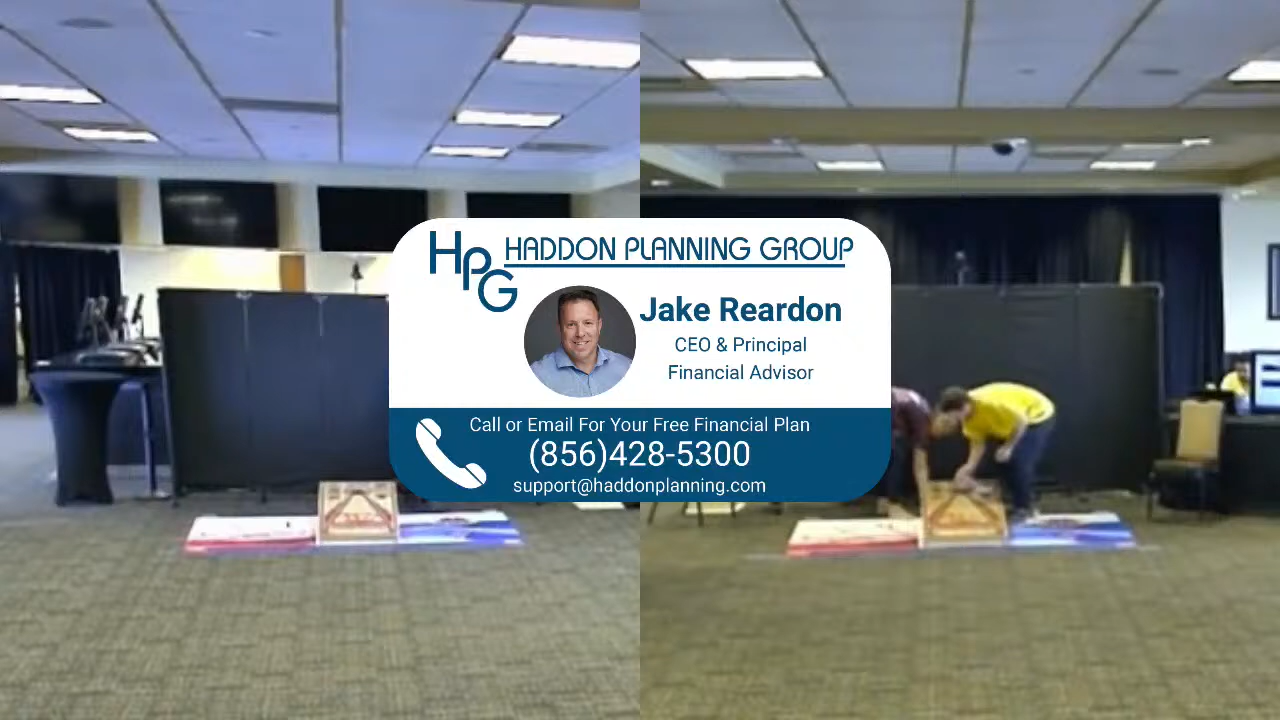 HPG HADDON PLANNING GROUP
Jake Reardon
CEO & Principal
Financial Advisor
Call or Email For Your Free Financial Plan
(856)428-5300
support@haddonplanning.com